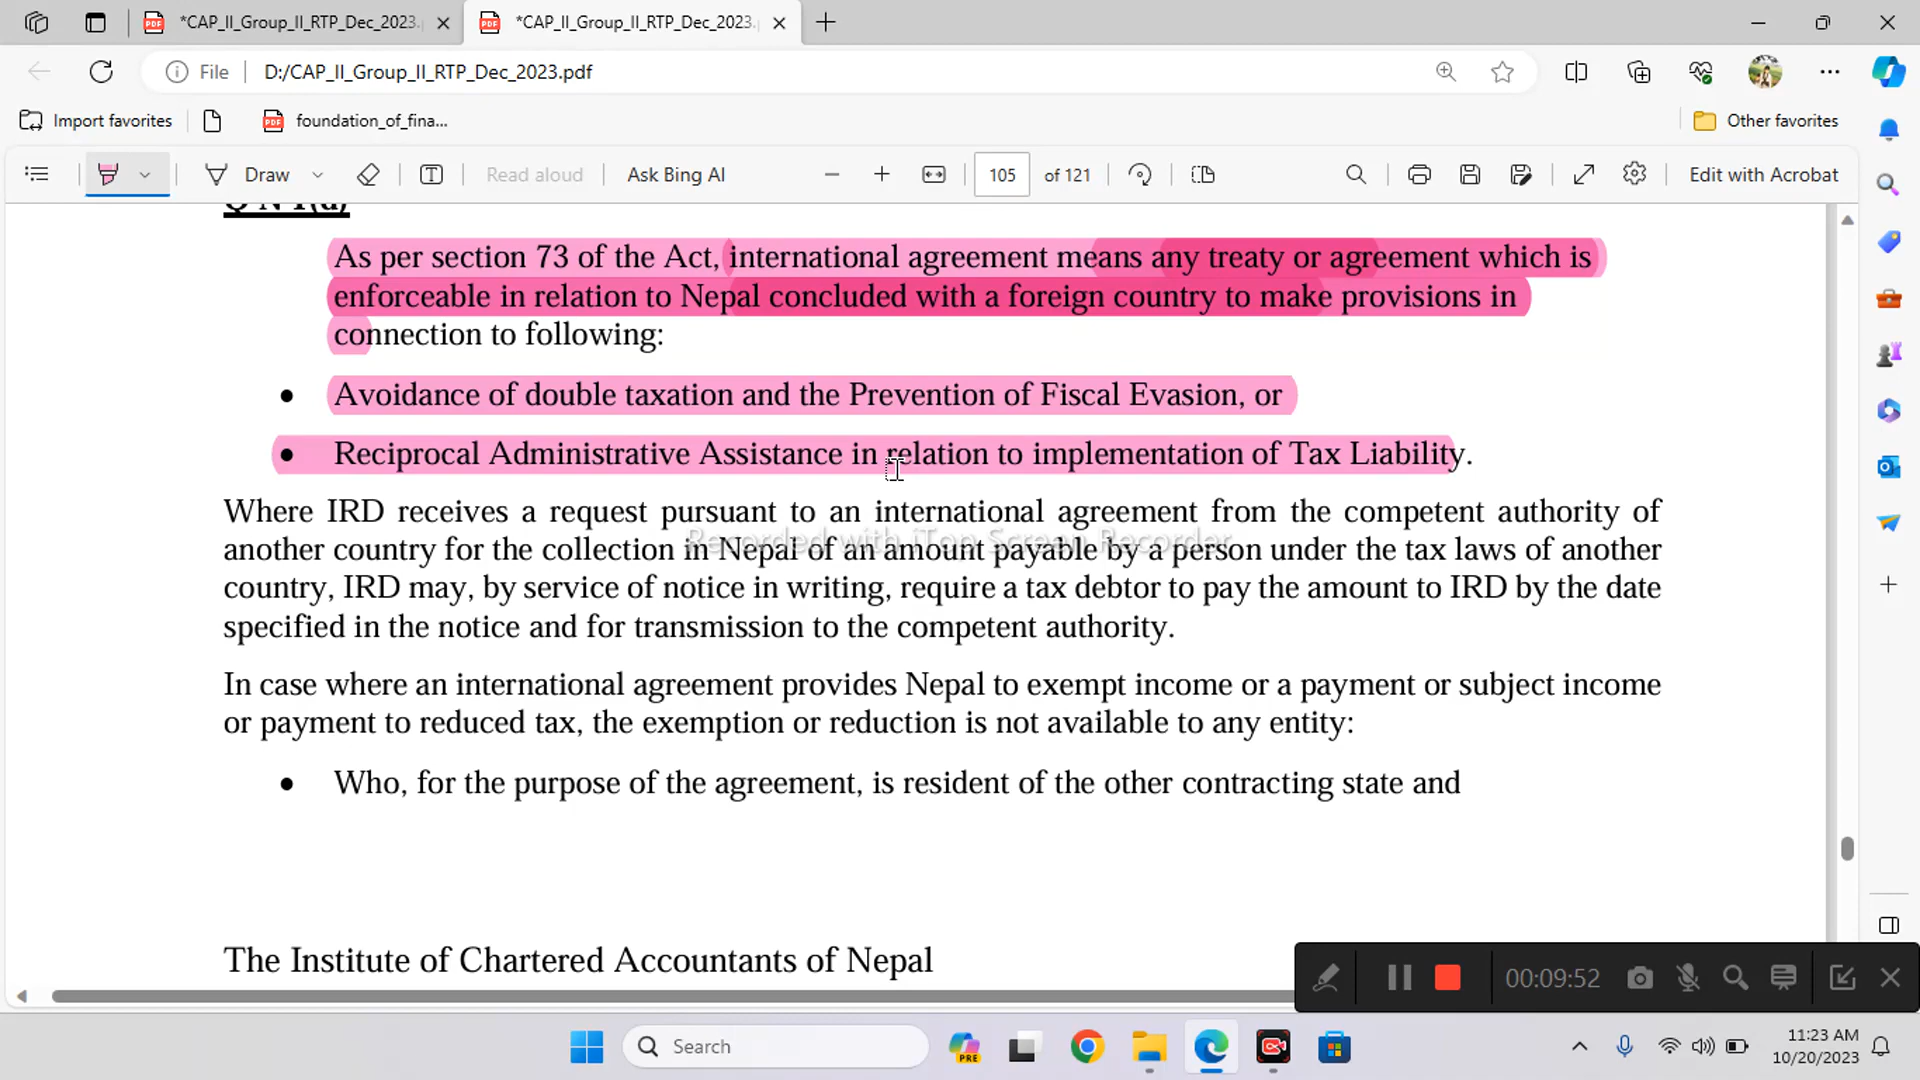 *CAP_II_Group_II_RTP_Dec_2023.
*CAP_II_Group_II_RTP_Dec_2023.
File
D:/CAP_II_Group_II_RTP_Dec_2023.pdf
Import favorites
foundation_of_fina...
Other favorites
Draw
Read aloud
Ask Bing AI
105
of 121
Edit with Acrobat
As per section 73 of the Act, international agreement means any treaty or agreement which is
enforceable in relation to Nepal concluded with a foreign country to make provisions in
connection to following:
• Avoidance of double taxation and the Prevention of Fiscal Evasion, or
• Reciprocal Administrative Assistance in relation to implementation of Tax Liability.
Where IRD receives a request pursuant to an international agreement from the competent authority of
Recorded with iTop Screen Recorder
another country for the collection in Nepal of an amount payable by a person under the tax laws of another
country, IRD may, by service of notice in writing, require a tax debtor to pay the amount to IRD by the date
specified in the notice and for transmission to the competent authority.
In case where an international agreement provides Nepal to exempt income or a payment or subject income
or payment to reduced tax, the exemption or reduction is not available to any entity:
• Who, for the purpose of the agreement, is resident of the other contracting state and
The Institute of Chartered Accountants of Nepal
00:09:52
Search
PRE
11:23 AM
10/20/2023